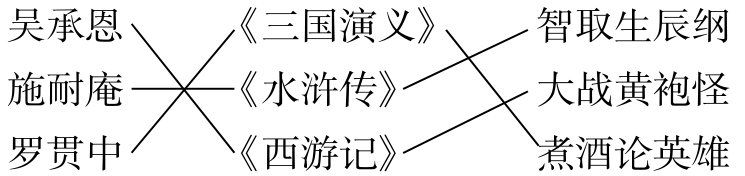 吴承恩 《三国演义》 智取生辰纲
施耐庵 《水浒传》 大战黄袍怪
罗贯中 《西游记》 煮酒论英雄